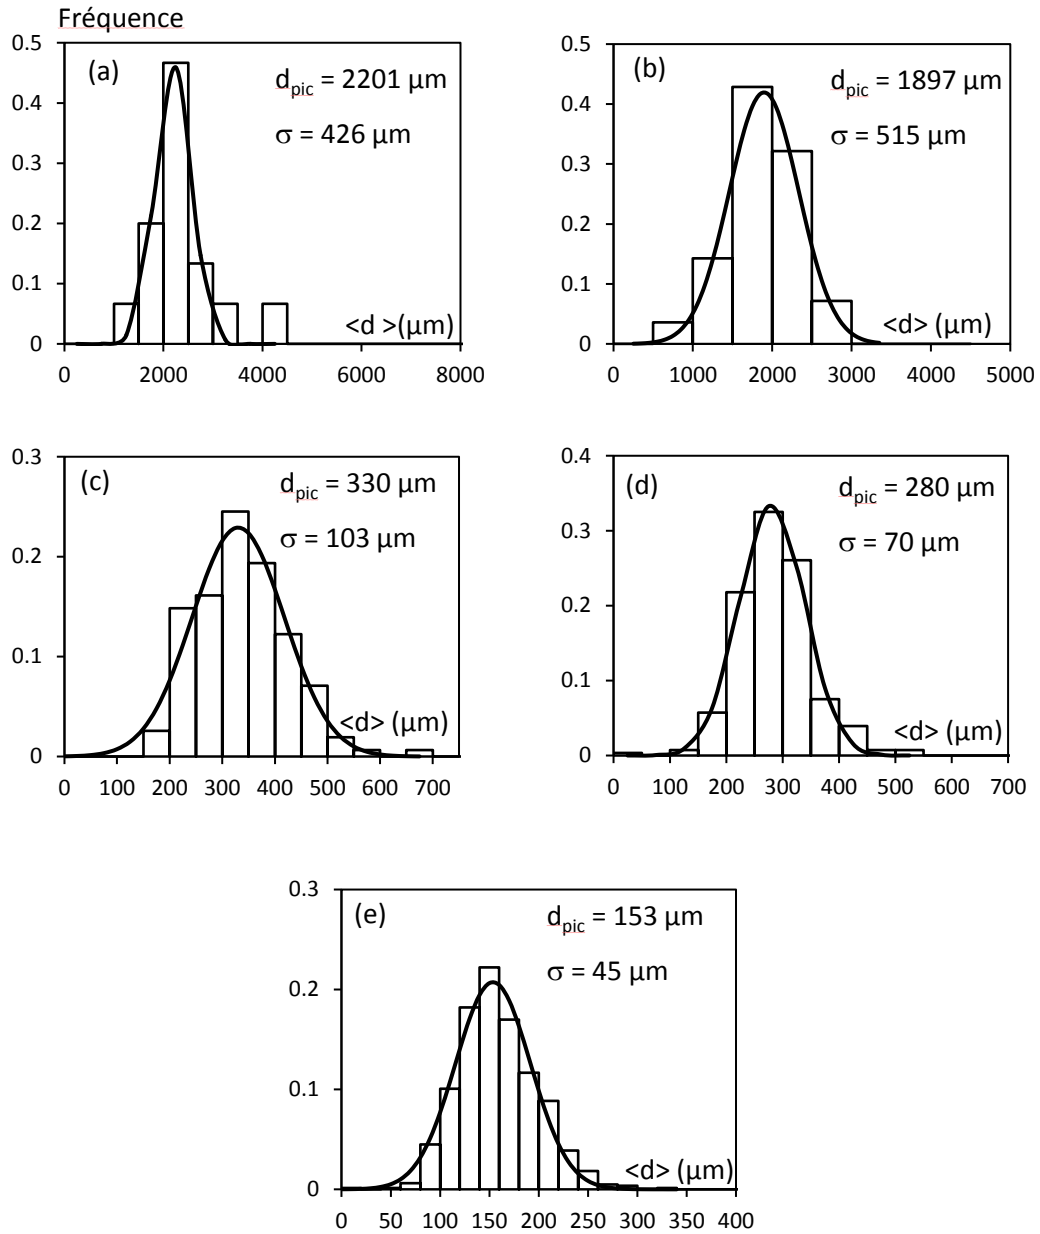 Fréquence
(a)
d_pic = 2201 µm
σ = 426 µm
<d >(µm)
0.5
0.4
0.3
0.2
0.1
0
0 2000 4000 6000 8000
(b)
d_pic = 1897 µm
σ = 515 µm
<d> (µm)
0.5
0.4
0.3
0.2
0.1
0
0 1000 2000 3000 4000 5000
(c)
d_pic = 330 µm
σ = 103 µm
<d> (µm)
0.3
0.2
0.1
0
0 100 200 300 400 500 600 700
(d)
d_pic = 280 µm
σ = 70 µm
<d> (µm)
0.4
0.3
0.2
0.1
0
0 100 200 300 400 500 600 700
(e)
d_pic = 153 µm
σ = 45 µm
<d> (µm)
0.3
0.2
0.1
0
0 50 100 150 200 250 300 350 400